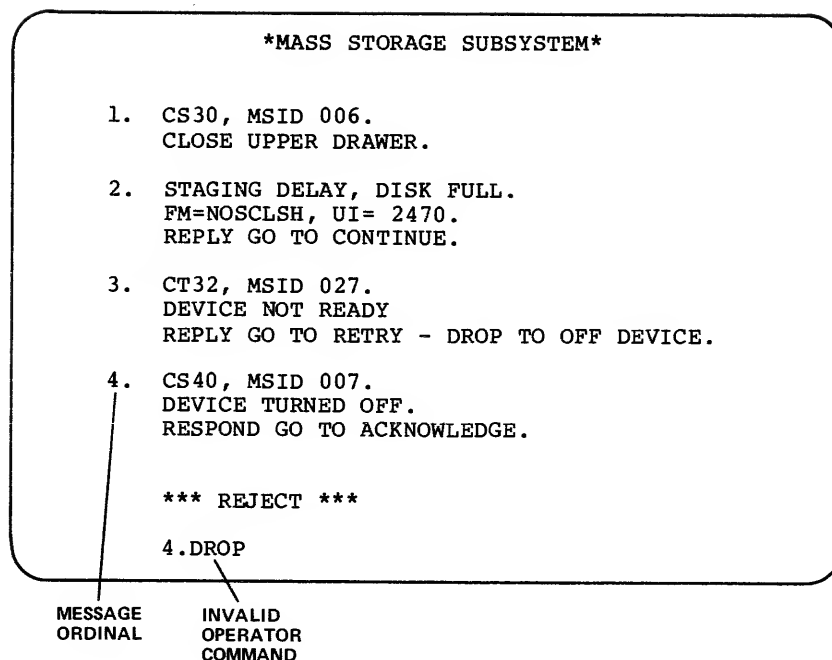 *MASS STORAGE SUBSYSTEM*
1. CS30, MSID 006.
CLOSE UPPER DRAWER.
2. STAGING DELAY, DISK FULL.
FM=NOSCLSH, UI= 2470.
REPLY GO TO CONTINUE.
3. CT32, MSID 027.
DEVICE NOT READY
REPLY GO TO RETRY - DROP TO OFF DEVICE.
4. CS40, MSID 007.
DEVICE TURNED OFF.
RESPOND GO TO ACKNOWLEDGE.
*** REJECT ***
4.DROP
MESSAGE
ORDINAL
INVALID
OPERATOR
COMMAND